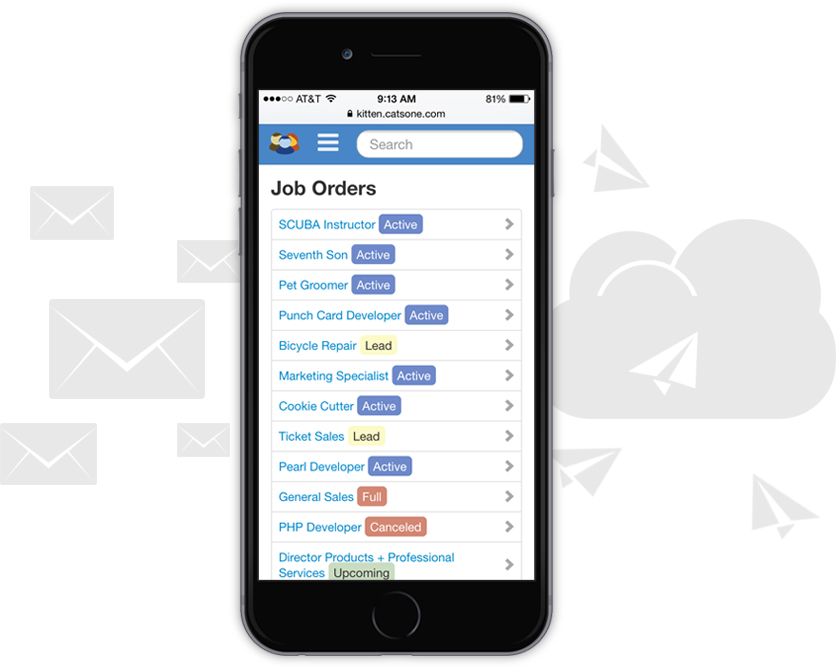 AT&T 9:13 AM 81%
kitten.catsone.com
Search
Job Orders
SCUBA Instructor Active
Seventh Son Active
Pet Groomer Active
Punch Card Developer Active
Bicycle Repair Lead
Marketing Specialist Active
Cookie Cutter Active
Ticket Sales Lead
Pearl Developer Active
General Sales Full
PHP Developer Canceled
Director Products + Professional
Services Upcoming